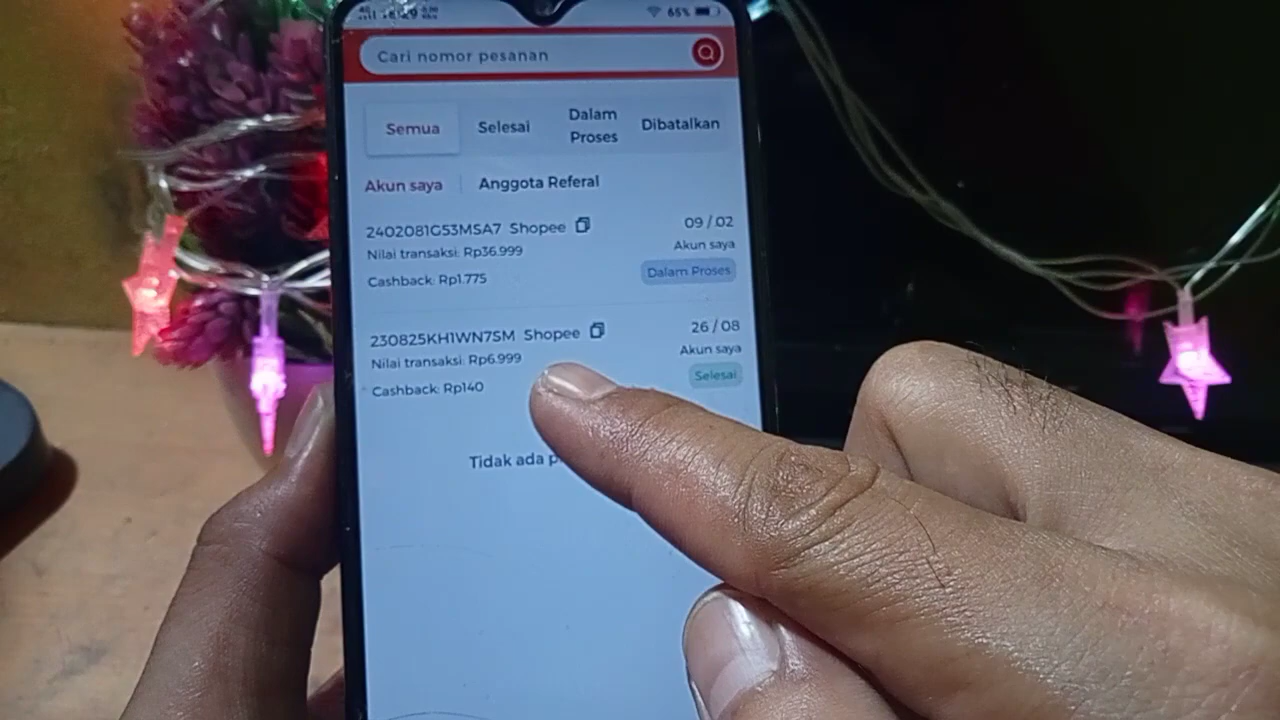 65%
Cari nomor pesanan
Semua
Selesai
Dalam Proses
Dibatalkan
Akun saya
Anggota Referal
2402081G53MSA7 Shopee
09 / 02
Nilai transaksi: Rp36.999
Akun saya
Cashback: Rp1.775
Dalam Proses
230825KH1WN7SM Shopee
26 / 08
Nilai transaksi: Rp6.999
Akun saya
Cashback: Rp140
Selesai
Tidak ada